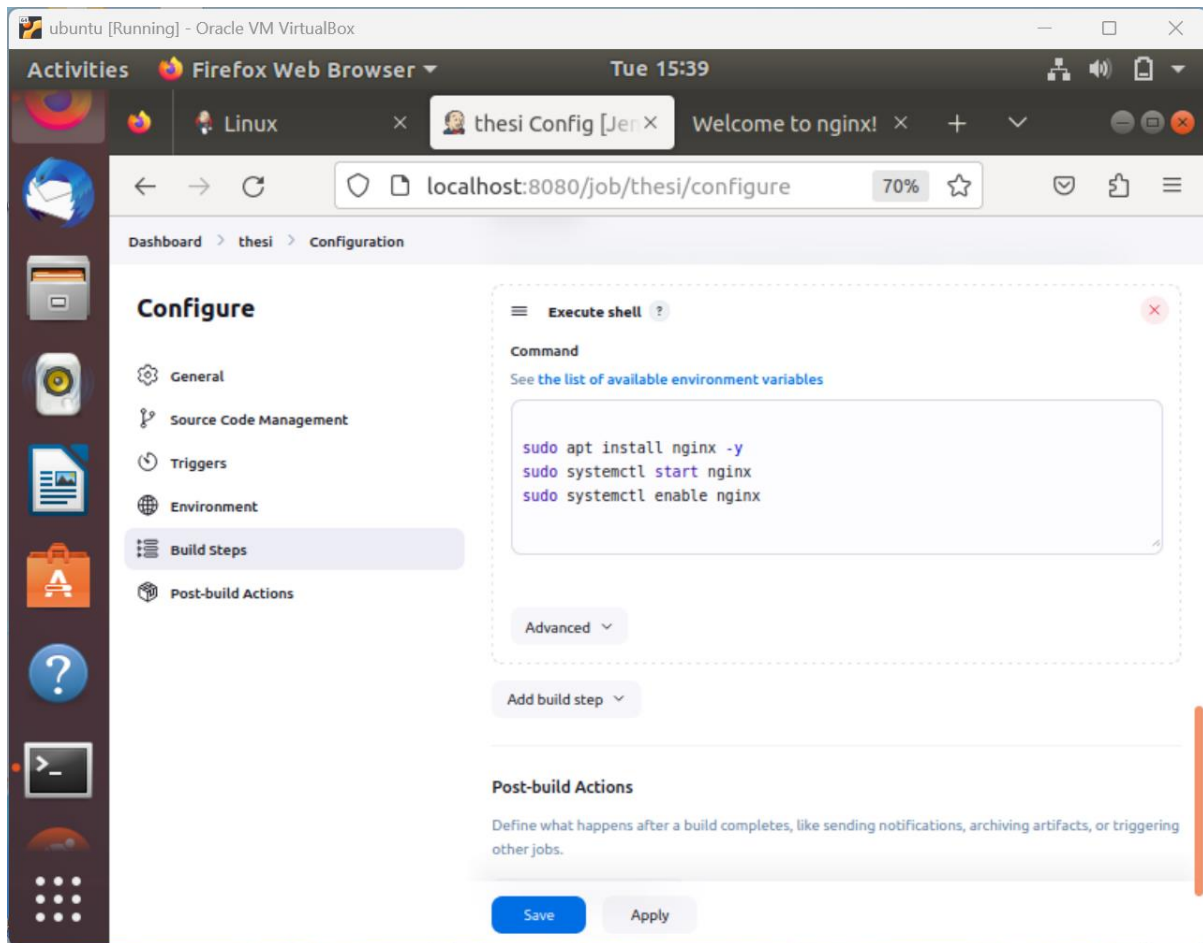 ubuntu [Running] - Oracle VM VirtualBox
Activities Firefox Web Browser Tue 15:39
Linux thesi Config [Jen Welcome to nginx!
localhost:8080/job/thesi/configure 70%
Dashboard > thesi > Configuration
Configure
General
Source Code Management
Triggers
Environment
Build Steps
Post-build Actions
Execute shell ?
Command
See the list of available environment variables
sudo apt install nginx -y
sudo systemctl start nginx
sudo systemctl enable nginx
Advanced
Add build step
Post-build Actions
Define what happens after a build completes, like sending notifications, archiving artifacts, or triggering
other jobs.
Save Apply